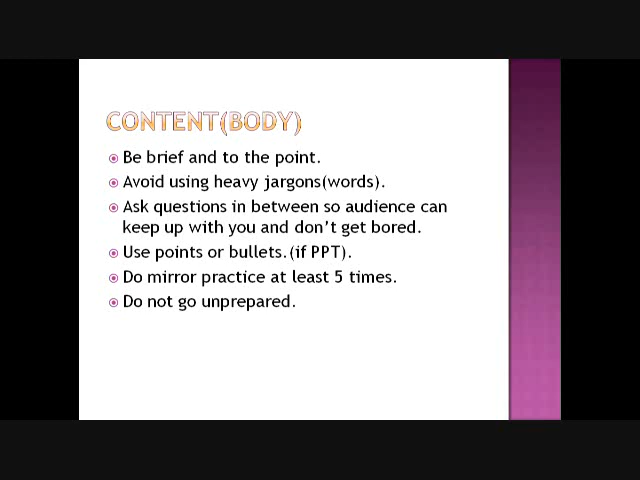 CONTENT(BODY)
Be brief and to the point.
Avoid using heavy jargons(words).
Ask questions in between so audience can
keep up with you and don't get bored.
Use points or bullets.(if PPT).
Do mirror practice at least 5 times.
Do not go unprepared.